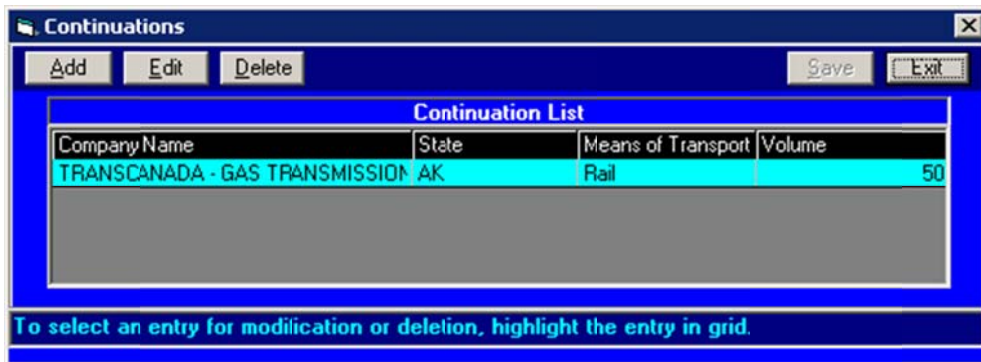 Continuations
Add Edit Delete Save Exit
Continuation List
Company Name State Means of Transport Volume
TRANSCANADA - GAS TRANSMISSION AK Rail 50
To select an entry for modification or deletion, highlight the entry in grid.